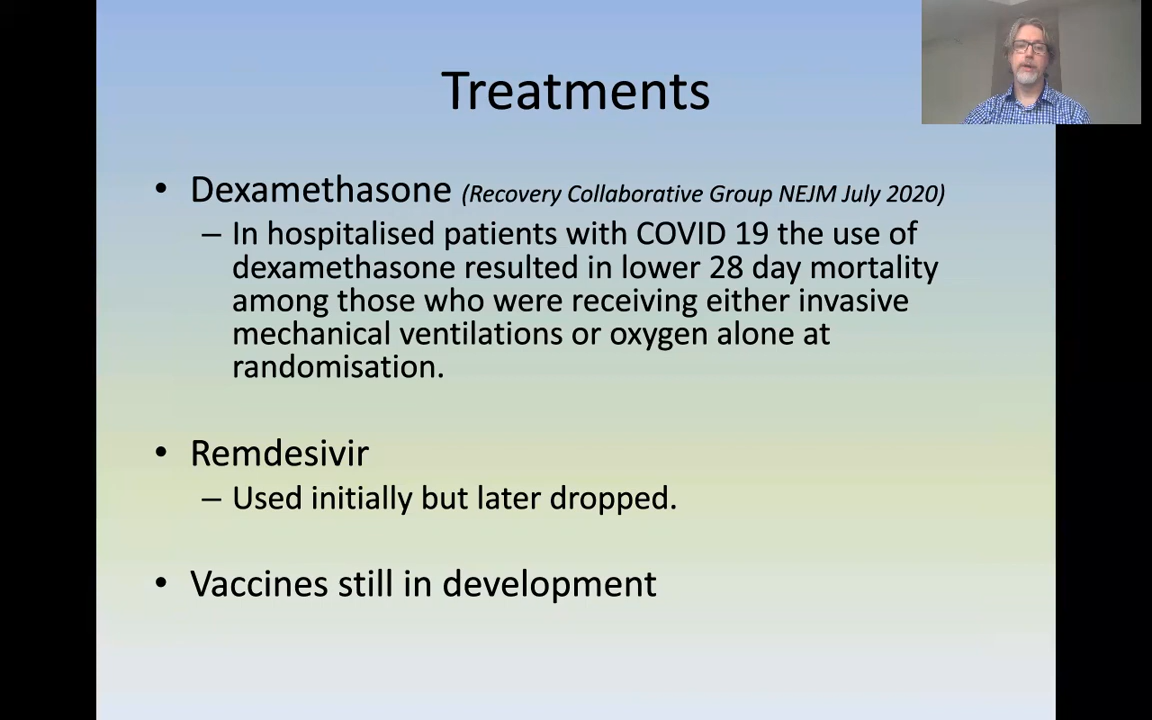 Treatments
• Dexamethasone (Recovery Collaborative Group NEJM July 2020)
– In hospitalised patients with COVID 19 the use of
dexamethasone resulted in lower 28 day mortality
among those who were receiving either invasive
mechanical ventilations or oxygen alone at
randomisation.
• Remdesivir
– Used initially but later dropped.
• Vaccines still in development